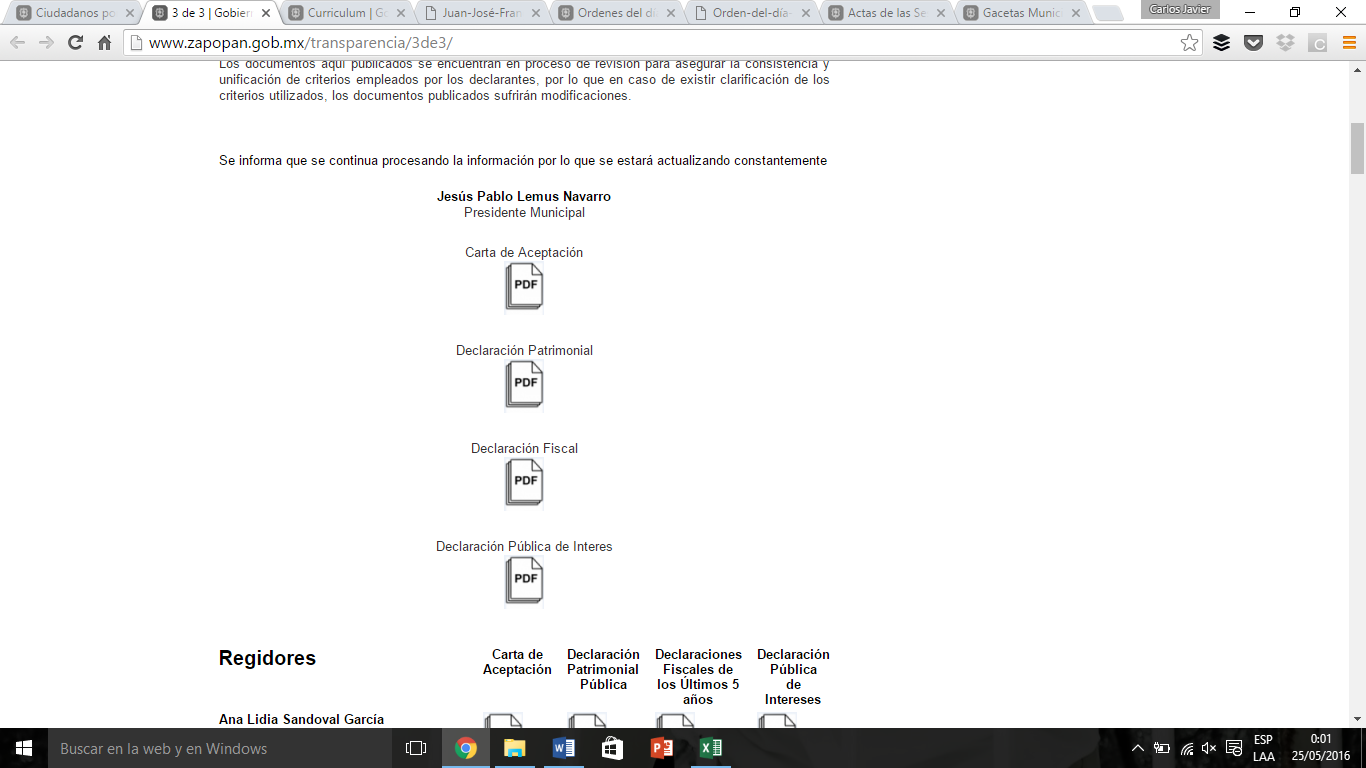 Ciudadanos po
3 de 3 | Gobier
Curriculum | Go
Juan-José-Fran
Ordenes del di
Orden-del-día-
Actas de las Se
Gacetas Munic
Carlos Javier
www.zapopan.gob.mx/transparencia/3de3/
Los documentos aquí publicados se encuentran en proceso de revisión para asegurar la consistencia y
unificación de criterios empleados por los declarantes, por lo que en caso de existir clarificación de los
criterios utilizados, los documentos publicados sufrirán modificaciones.
Se informa que se continua procesando la información por lo que se estará actualizando constantemente
Jesús Pablo Lemus Navarro
Presidente Municipal
Carta de Aceptación
PDF
Declaración Patrimonial
PDF
Declaración Fiscal
PDF
Declaración Pública de Interes
PDF
Regidores
Carta de
Aceptación
Declaración
Patrimonial
Pública
Declaraciones
Fiscales de
los Últimos 5
años
Declaración
Pública
de
Intereses
Ana Lidia Sandoval García
Buscar en la web y en Windows
ESP
LAA
0:01
25/05/2016